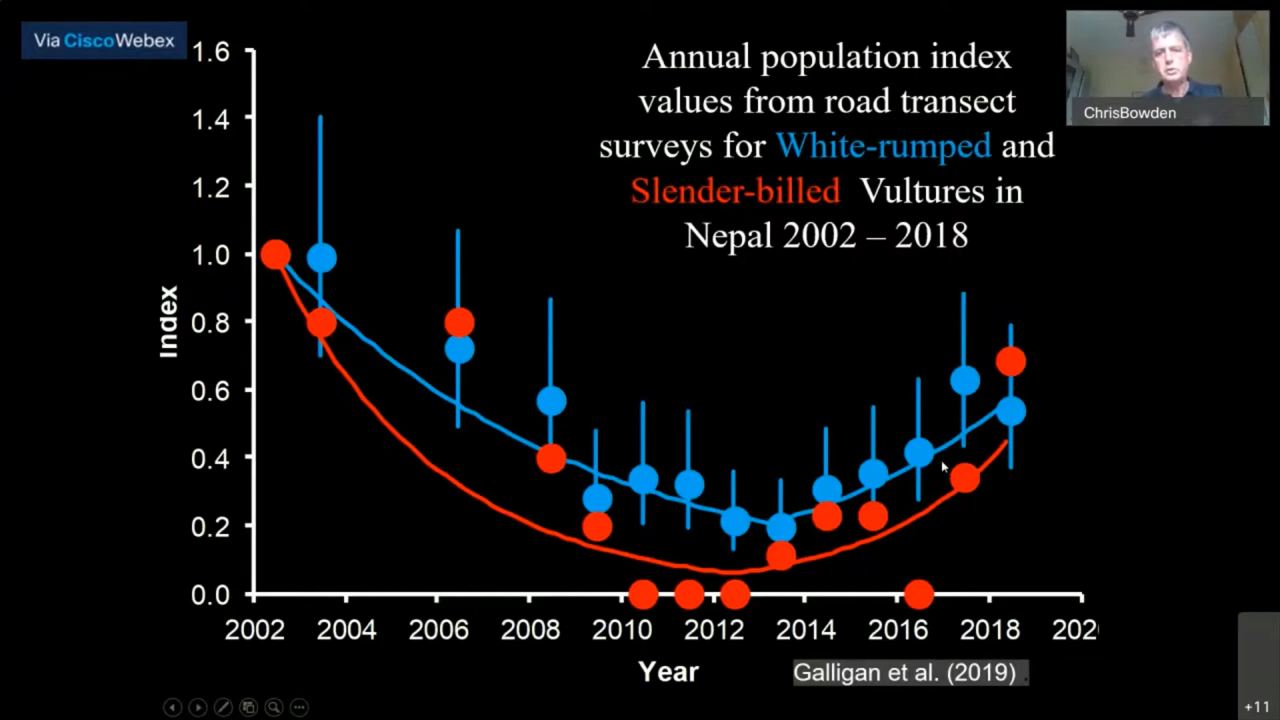 Via CiscoWebex
Annual population index
values from road transect
surveys for White-rumped and
Slender-billed Vultures in
Nepal 2002 – 2018
ChrisBowden
1.6
1.4
1.2
1.0
0.8
0.6
0.4
0.2
0.0
Index
2002 2004 2006 2008 2010 2012 2014 2016 2018 202
Year
Galligan et al. (2019) .
+11